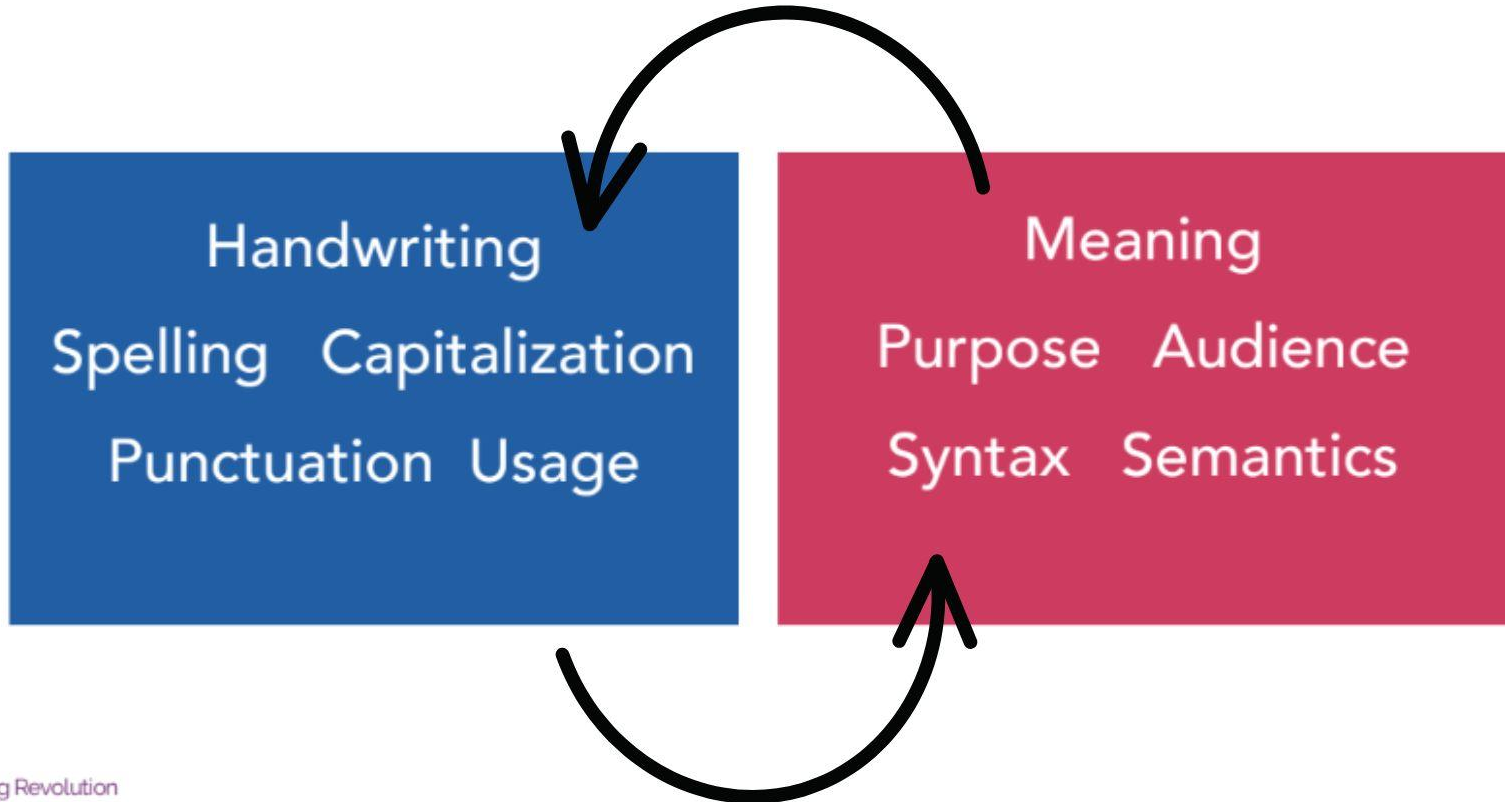 Handwriting
Spelling Capitalization
Punctuation Usage
Meaning
Purpose Audience
Syntax Semantics
g Revolution